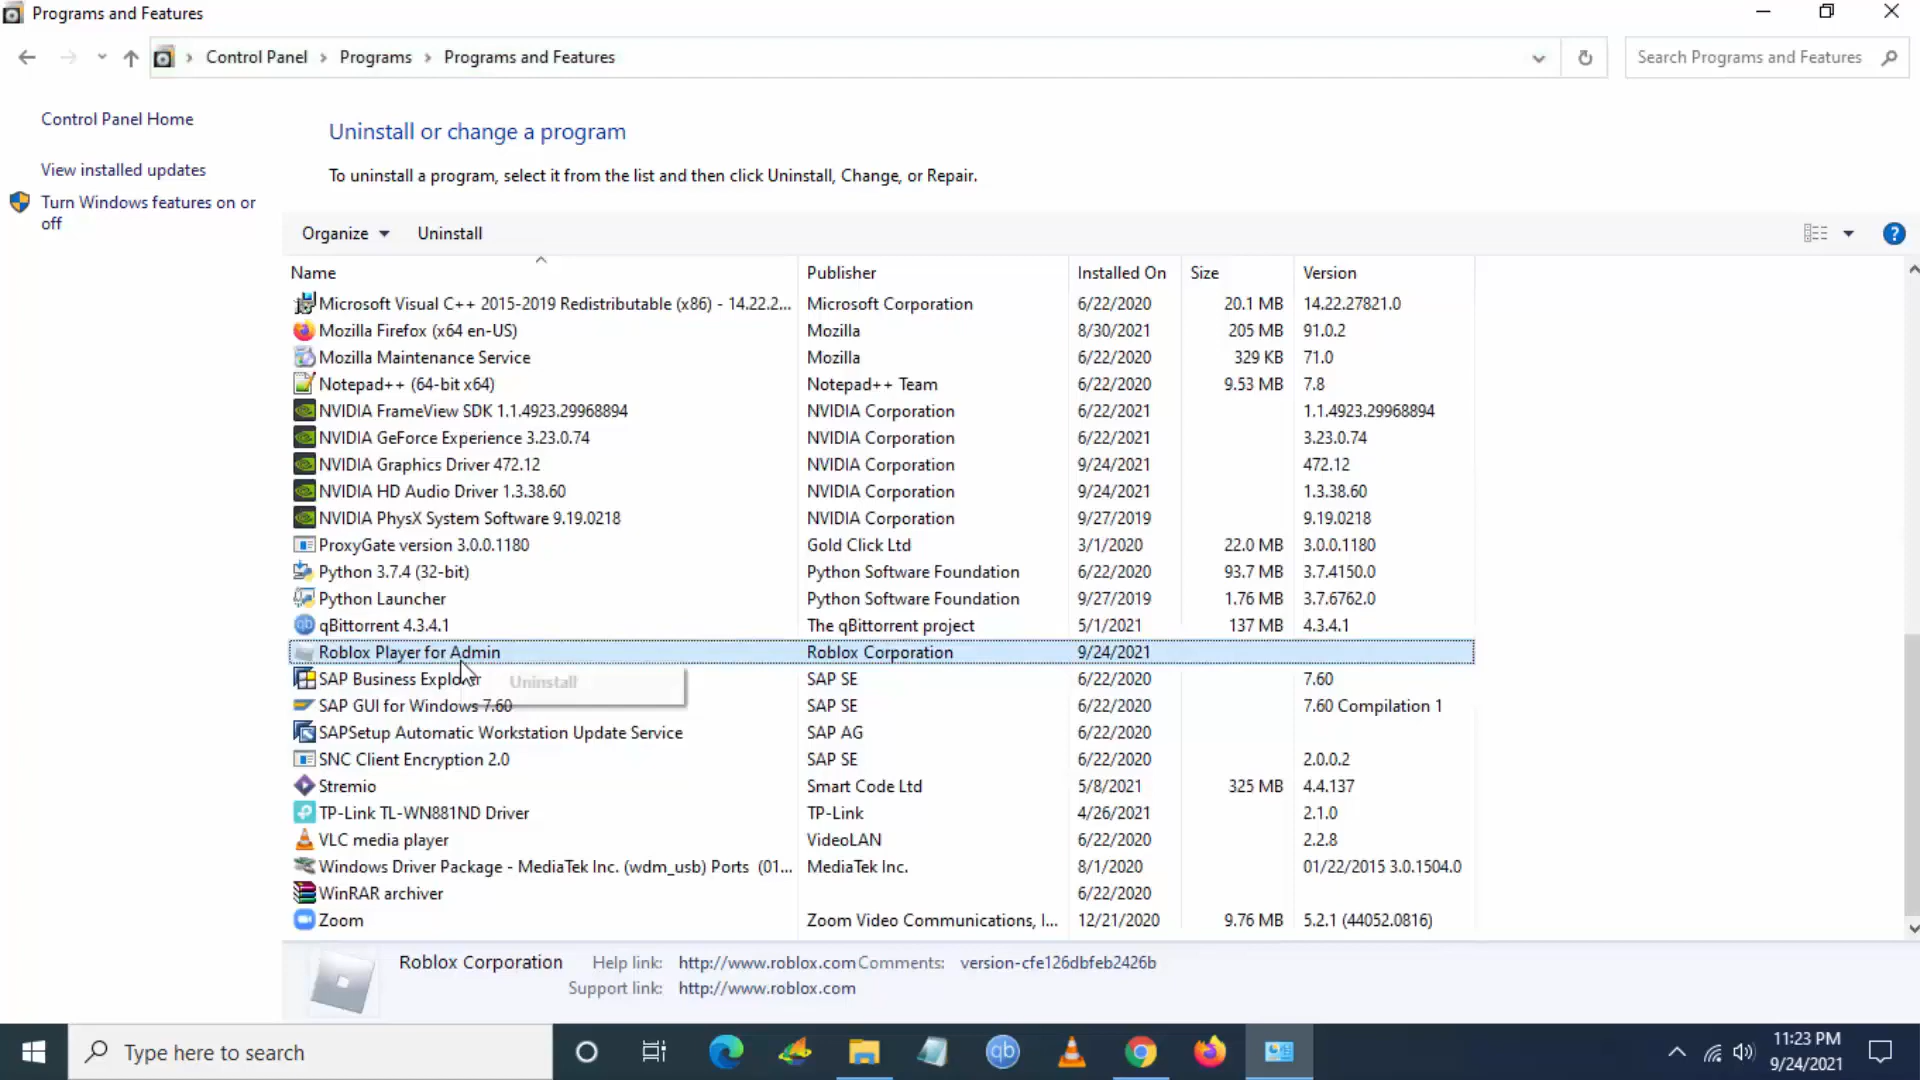 Programs and Features
Control Panel > Programs > Programs and Features
Search Programs and Features
Control Panel Home
View installed updates
Turn Windows features on or
off
Uninstall or change a program
To uninstall a program, select it from the list and then click Uninstall, Change, or Repair.
Organize Uninstall
Name Publisher Installed On Size Version
Microsoft Visual C++ 2015-2019 Redistributable (x86) - 14.22.2... Microsoft Corporation 6/22/2020 20.1 MB 14.22.27821.0
Mozilla Firefox (x64 en-US) Mozilla 8/30/2021 205 MB 91.0.2
Mozilla Maintenance Service Mozilla 6/22/2020 329 KB 71.0
Notepad++ (64-bit x64) Notepad++ Team 6/22/2020 9.53 MB 7.8
NVIDIA FrameView SDK 1.1.4923.29968894 NVIDIA Corporation 6/22/2021 1.1.4923.29968894
NVIDIA GeForce Experience 3.23.0.74 NVIDIA Corporation 6/22/2021 3.23.0.74
NVIDIA Graphics Driver 472.12 NVIDIA Corporation 9/24/2021 472.12
NVIDIA HD Audio Driver 1.3.38.60 NVIDIA Corporation 9/24/2021 1.3.38.60
NVIDIA PhysX System Software 9.19.0218 NVIDIA Corporation 9/27/2019 9.19.0218
ProxyGate version 3.0.0.1180 Gold Click Ltd 3/1/2020 22.0 MB 3.0.0.1180
Python 3.7.4 (32-bit) Python Software Foundation 6/22/2020 93.7 MB 3.7.4150.0
Python Launcher Python Software Foundation 9/27/2019 1.76 MB 3.7.6762.0
qBittorrent 4.3.4.1 The qBittorrent project 5/1/2021 137 MB 4.3.4.1
Roblox Player for Admin Roblox Corporation 9/24/2021
SAP Business Explorer SAP SE 6/22/2020 7.60
Uninstall
SAP GUI for Windows 7.60 SAP SE 6/22/2020 7.60 Compilation 1
SAPSetup Automatic Workstation Update Service SAP AG 6/22/2020
SNC Client Encryption 2.0 SAP SE 6/22/2020 2.0.0.2
Stremio Smart Code Ltd 5/8/2021 325 MB 4.4.137
TP-Link TL-WN881ND Driver TP-Link 4/26/2021 2.1.0
VLC media player VideoLAN 6/22/2020 2.2.8
Windows Driver Package - MediaTek Inc. (wdm_usb) Ports (01... MediaTek Inc. 8/1/2020 01/22/2015 3.0.1504.0
WinRAR archiver 6/22/2020
Zoom Zoom Video Communications, I... 12/21/2020 9.76 MB 5.2.1 (44052.0816)
Roblox Corporation Help link: http://www.roblox.com Comments: version-cfe126dbfeb2426b
Support link: http://www.roblox.com
Type here to search
qb
11:23 PM
9/24/2021